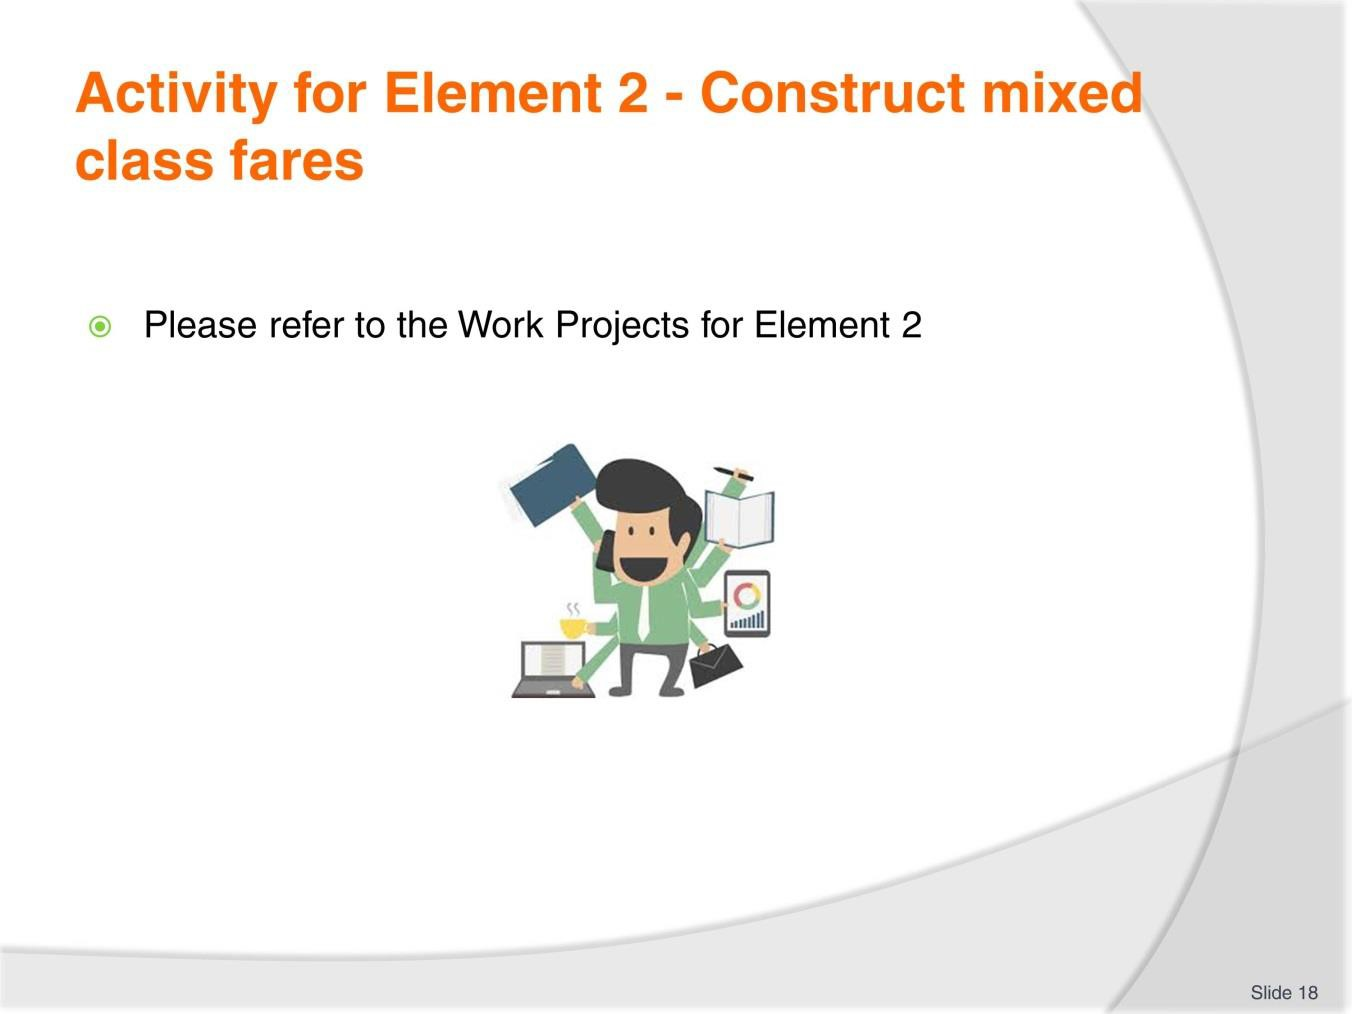 Activity for Element 2 - Construct mixed
class fares
Please refer to the Work Projects for Element 2
Slide 18